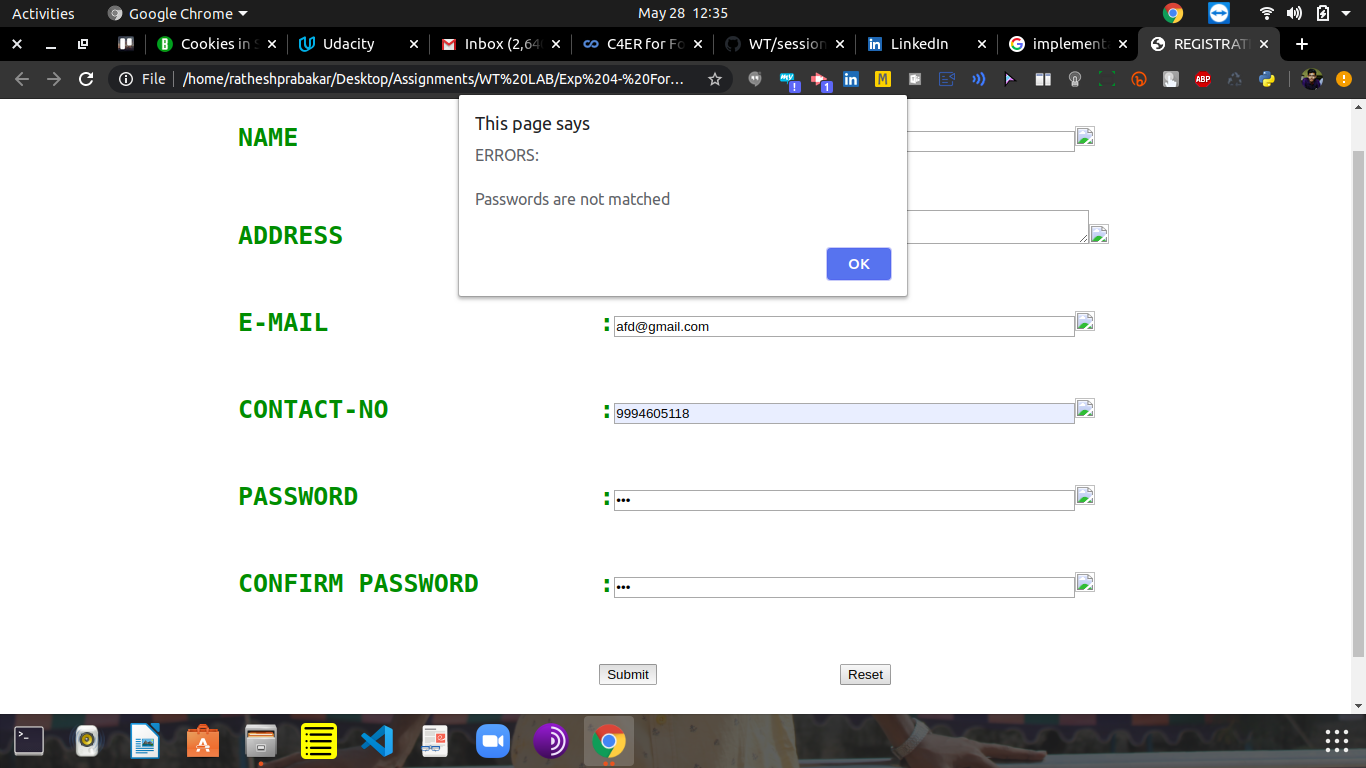 Activities Google Chrome May 28 12:35
Cookies in S Udacity Inbox (2,64 C4ER for Fo WT/session LinkedIn implementa REGISTRAT
File /home/ratheshprabakar/Desktop/Assignments/WT%20LAB/Exp%204-%20For…
This page says
ERRORS:
Passwords are not matched
OK
NAME
ADDRESS
E-MAIL : afd@gmail.com
CONTACT-NO : 9994605118
PASSWORD : •••
CONFIRM PASSWORD : •••
Submit Reset